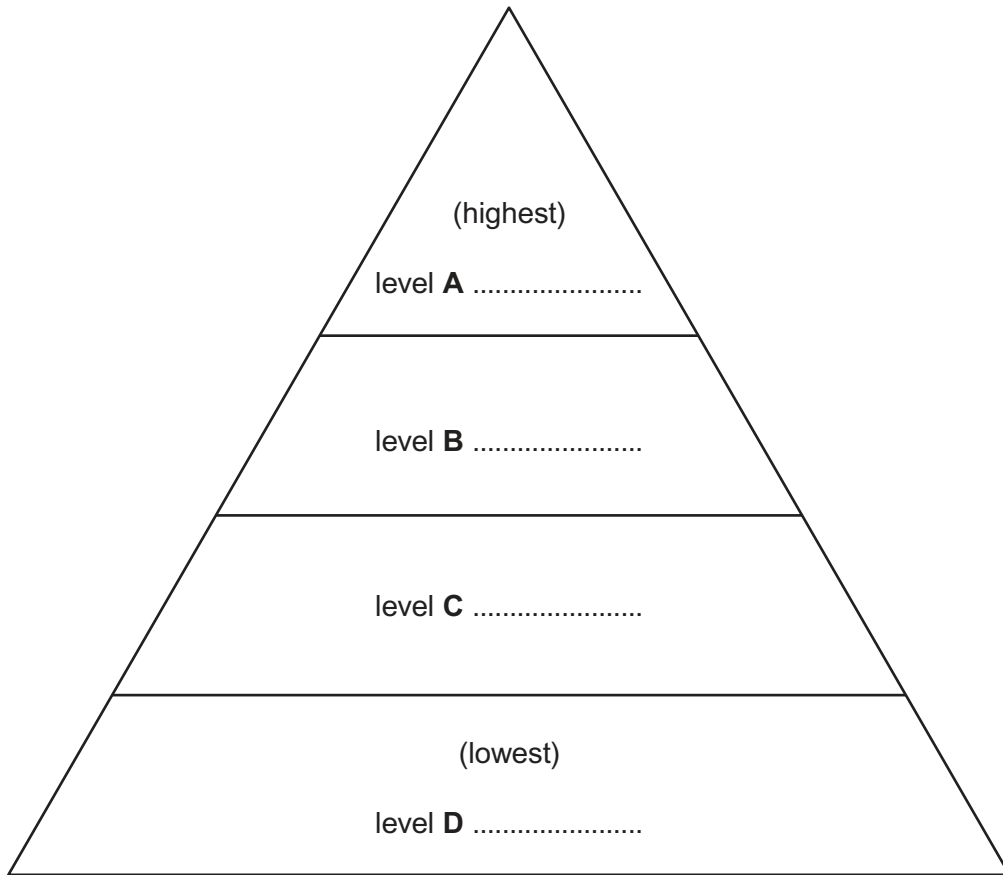 (highest)
level A .......................
level B .......................
level C .......................
(lowest)
level D .......................